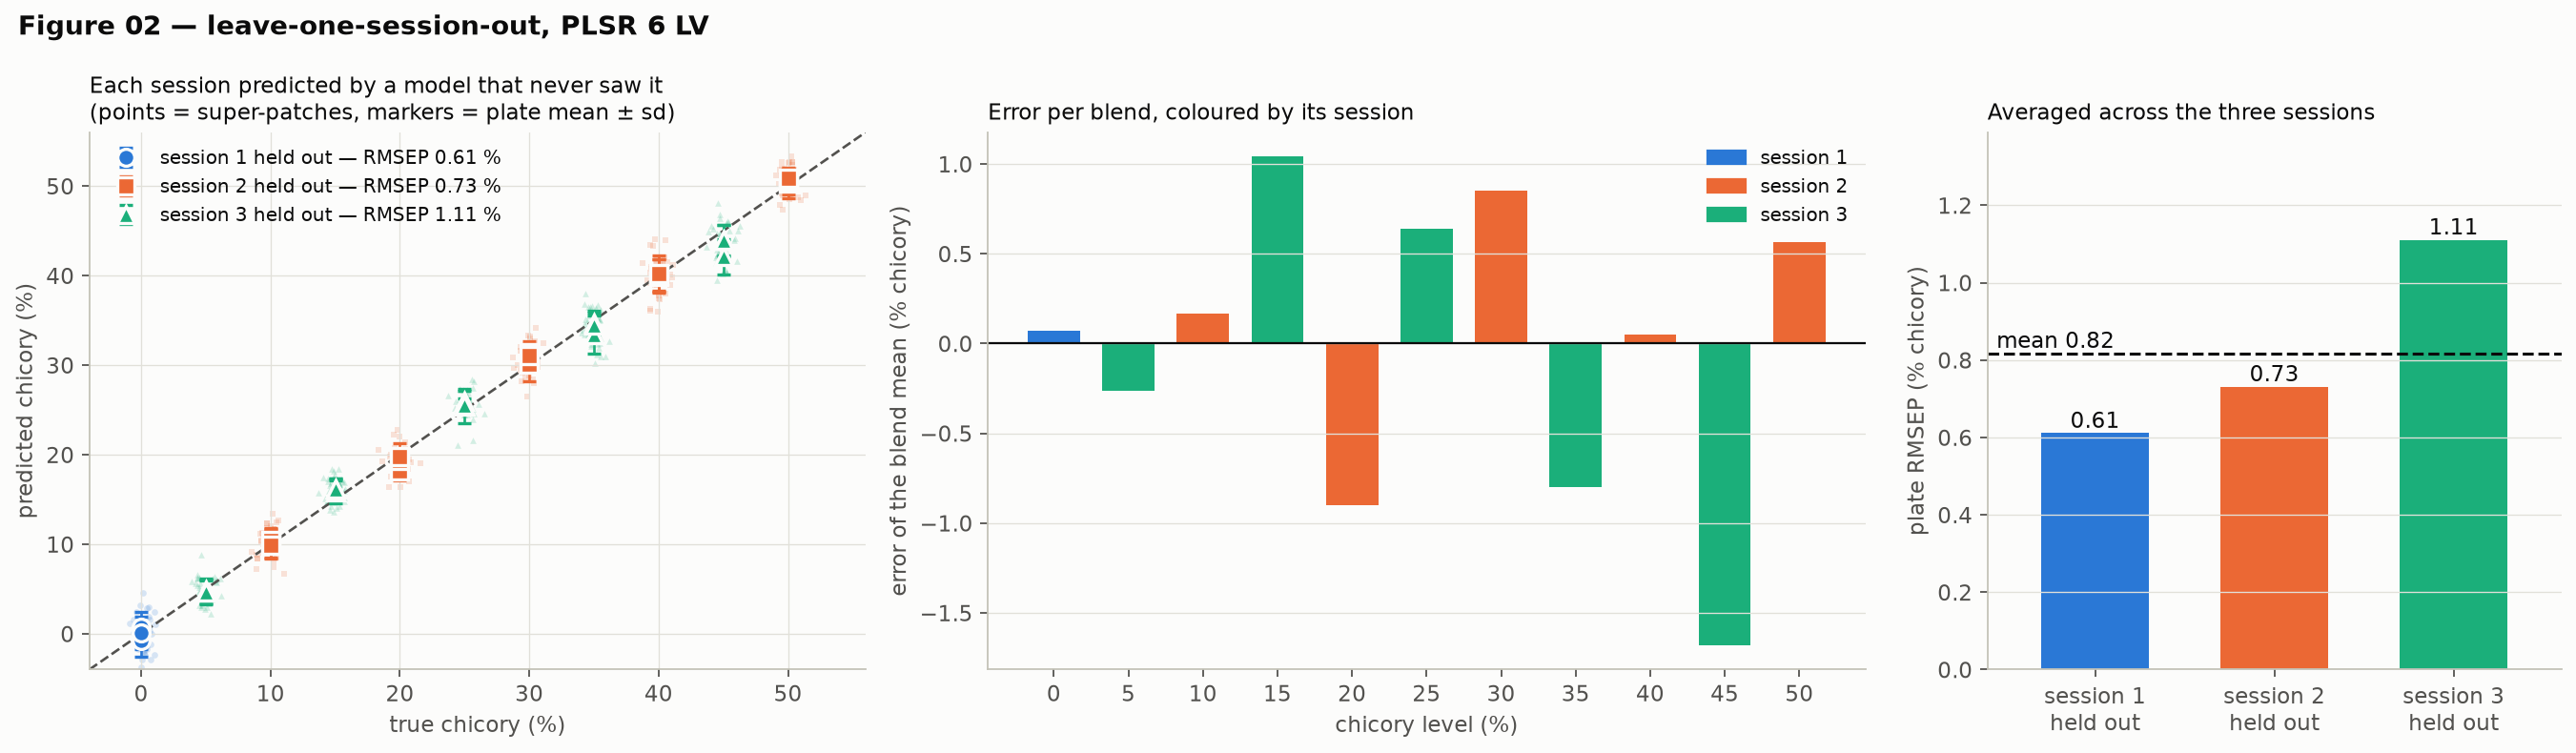 Figure 02 — leave-one-session-out, PLSR 6 LV
Each session predicted by a model that never saw it
(points = super-patches, markers = plate mean ± sd)
session 1 held out — RMSEP 0.61 %
session 2 held out — RMSEP 0.73 %
session 3 held out — RMSEP 1.11 %
predicted chicory (%)
50
40
30
20
10
0
0 10 20 30 40 50
true chicory (%)
Error per blend, coloured by its session
session 1
session 2
session 3
error of the blend mean (% chicory)
1.0
0.5
0.0
−0.5
−1.0
−1.5
0 5 10 15 20 25 30 35 40 45 50
chicory level (%)
Averaged across the three sessions
plate RMSEP (% chicory)
1.2
1.0
0.8
0.6
0.4
0.2
0.0
mean 0.82
0.61
0.73
1.11
session 1
held out
session 2
held out
session 3
held out